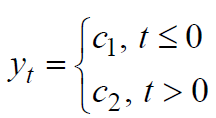 y_t = { c_1, t ≤ 0
c_2, t > 0